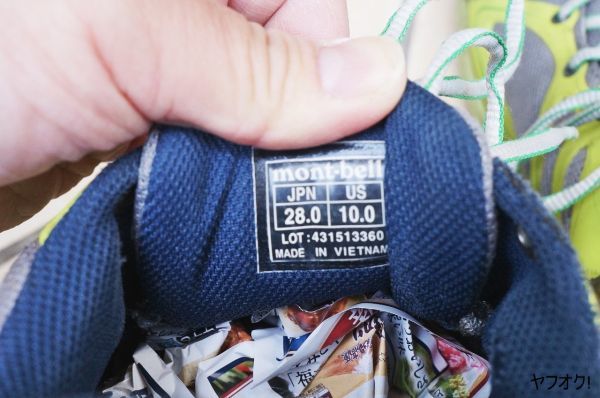 mont-bell
JPN US
28.0 10.0
LOT:431513360
MADE IN VIETNAM
ヤフオク!